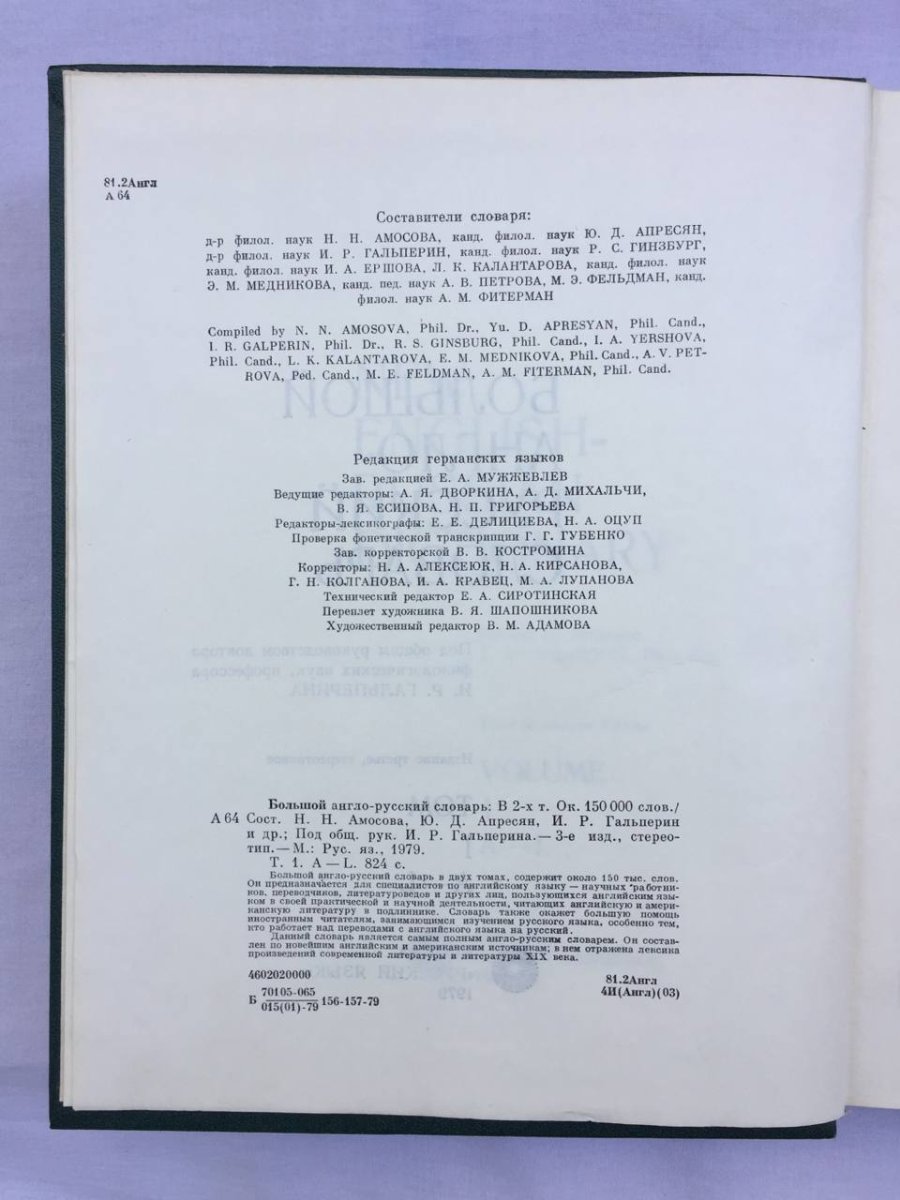 81.2Англ
А 64
Составители словаря:
д-р филол. наук Н. Н. АМОСОВА, канд. филол. наук Ю. Д. АПРЕСЯН,
д-р филол. наук И. Р. ГАЛЬПЕРИН, канд. филол. наук Р. С. ГИНЗБУРГ,
канд. филол. наук И. А. ЕРШОВА, Л. К. КАЛАНТАРОВА, канд. филол. наук
Э. М. МЕДНИКОВА, канд. пед. наук А. В. ПЕТРОВА, М. Э. ФЕЛЬДМАН, канд.
филол. наук А. М. ФИТЕРМАН
Compiled by N. N. AMOSOVA, Phil. Dr., Yu. D. APRESYAN, Phil. Cand.,
I. R. GALPERIN, Phil. Dr., R. S. GINSBURG, Phil. Cand., I. A. YERSHOVA,
Phil. Cand., L. K. KALANTAROVA, E. M. MEDNIKOVA, Phil. Cand., A. V. PET-
ROVA, Ped. Cand., M. E. FELDMAN, A. M. FITERMAN, Phil. Cand.
Редакция германских языков
Зав. редакцией Е. А. МУЖЖЕВЛЕВ
Ведущие редакторы: А. Я. ДВОРКИНА, А. Д. МИХАЛЬЧИ,
В. Я. ЕСИПОВА, Н. П. ГРИГОРЬЕВА
Редакторы-лексикографы: Е. Е. ДЕЛИЦИЕВА, Н. А. ОЦУП
Проверка фонетической транскрипции Г. Г. ГУБЕНКО
Зав. корректорской В. В. КОСТРОМИНА
Корректоры: Н. А. АЛЕКСЕЮК, Н. А. КИРСАНОВА,
Г. Н. КОЛГАНОВА, И. А. КРАВЕЦ, М. А. ЛУПАНОВА
Технический редактор Е. А. СИРОТИНСКАЯ
Переплет художника В. Я. ШАПОШНИКОВА
Художественный редактор В. М. АДАМОВА
Большой англо-русский словарь: В 2-х т. Ок. 150 000 слов./
А 64 Сост. Н. Н. Амосова, Ю. Д. Апресян, И. Р. Гальперин
и др.; Под общ. рук. И. Р. Гальперина.— 3-е изд., стерео-
тип.— М.: Рус. яз., 1979.
Т. 1. A — L. 824 с.
Большой англо-русский словарь в двух томах, содержит около 150 тыс. слов.
Он предназначается для специалистов по английскому языку — научных работни-
ков, переводчиков, литературоведов и других лиц, пользующихся английским язы-
ком в своей практической и научной деятельности, читающих английскую и амери-
канскую литературу в подлиннике. Словарь также окажет большую помощь
иностранным читателям, занимающимся изучением русского языка, особенно тем,
кто работает над переводами с английского языка на русский.
Данный словарь является самым полным англо-русским словарем. Он состав-
лен по новейшим английским и американским источникам; в нем отражена лексика
произведений современной литературы и литературы XIX века.
4602020000
Б 70105-065
015(01)-79 156-157-79
81.2Англ
4И(Англ)(03)